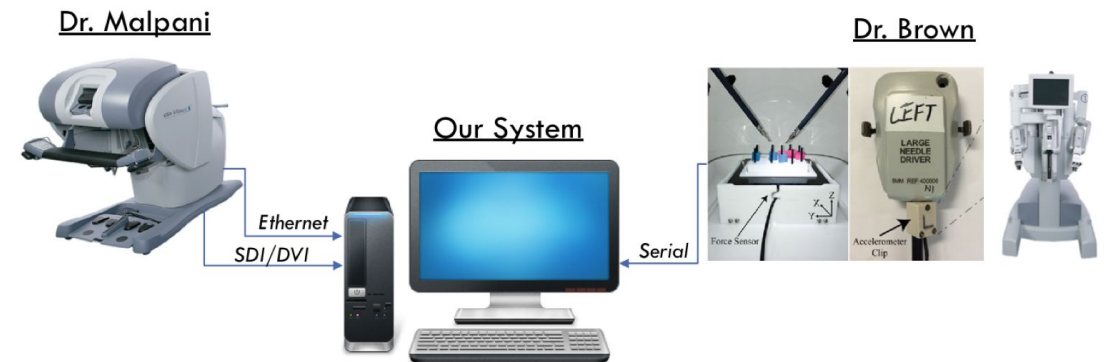 Dr. Malpani
Dr. Brown
Our System
Ethernet
SDI/DVI
Serial
Force Sensor
X
Z
Y
LEFT
LARGE
NEEDLE
DRIVER
Accelerometer
Clip
L